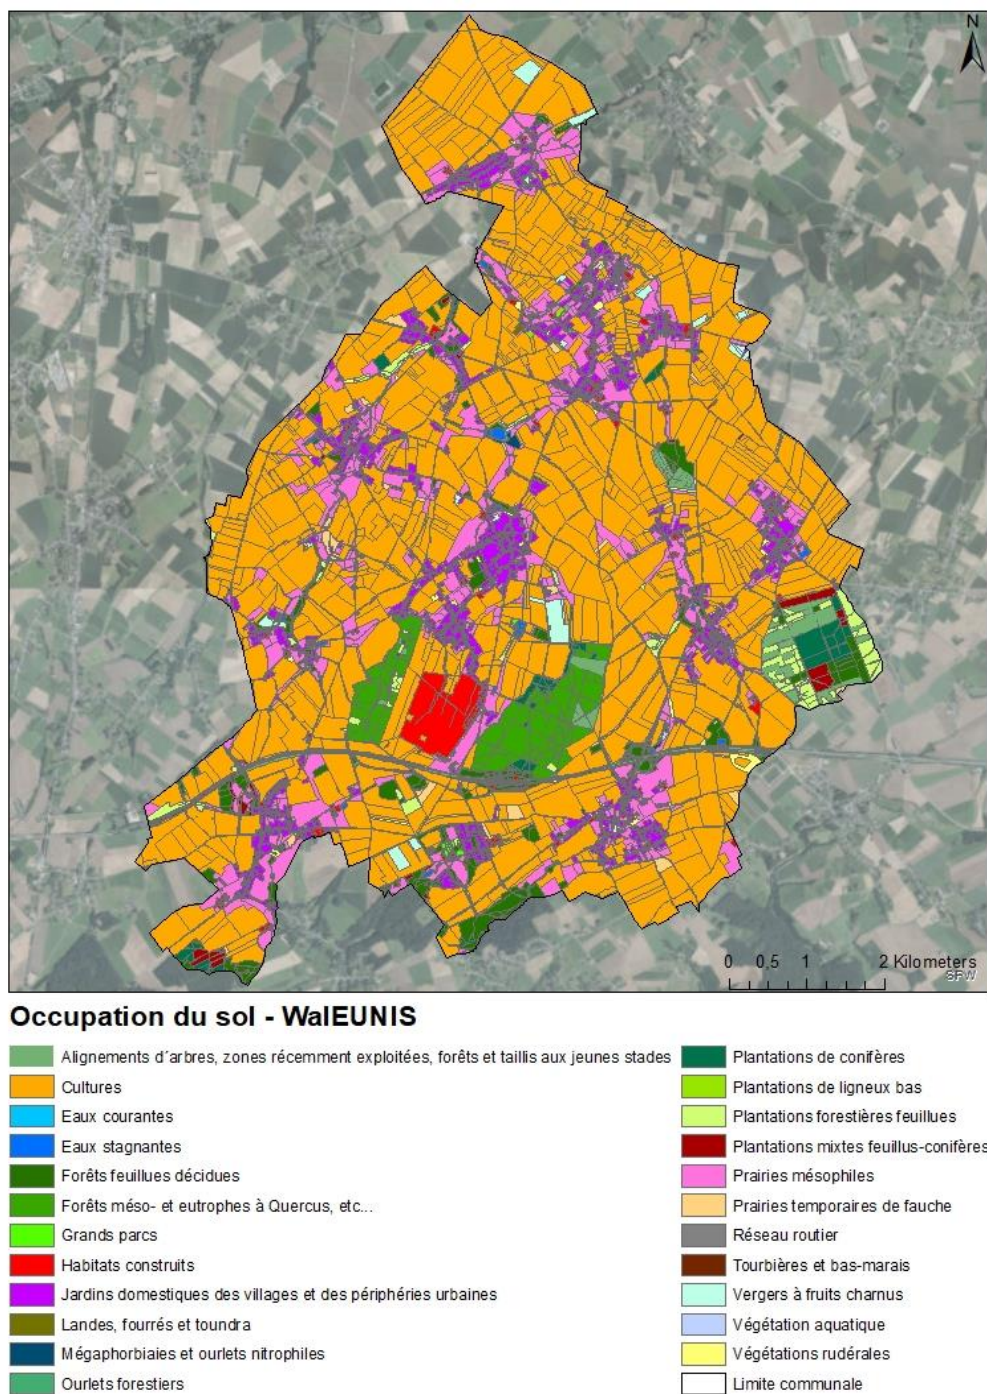 N
0 0,5 1 2 Kilometers
SPW
Occupation du sol - WalEUNIS
Alignements d'arbres, zones récemment exploitées, forêts et taillis aux jeunes stades
Cultures
Eaux courantes
Eaux stagnantes
Forêts feuillues décidues
Forêts méso- et eutrophes à Quercus, etc...
Grands parcs
Habitats construits
Jardins domestiques des villages et des périphéries urbaines
Landes, fourrés et toundra
Mégaphorbiaies et ourlets nitrophiles
Ourlets forestiers
Plantations de conifères
Plantations de ligneux bas
Plantations forestières feuillues
Plantations mixtes feuillus-conifères
Prairies mésophiles
Prairies temporaires de fauche
Réseau routier
Tourbières et bas-marais
Vergers à fruits charnus
Végétation aquatique
Végétations rudérales
Limite communale